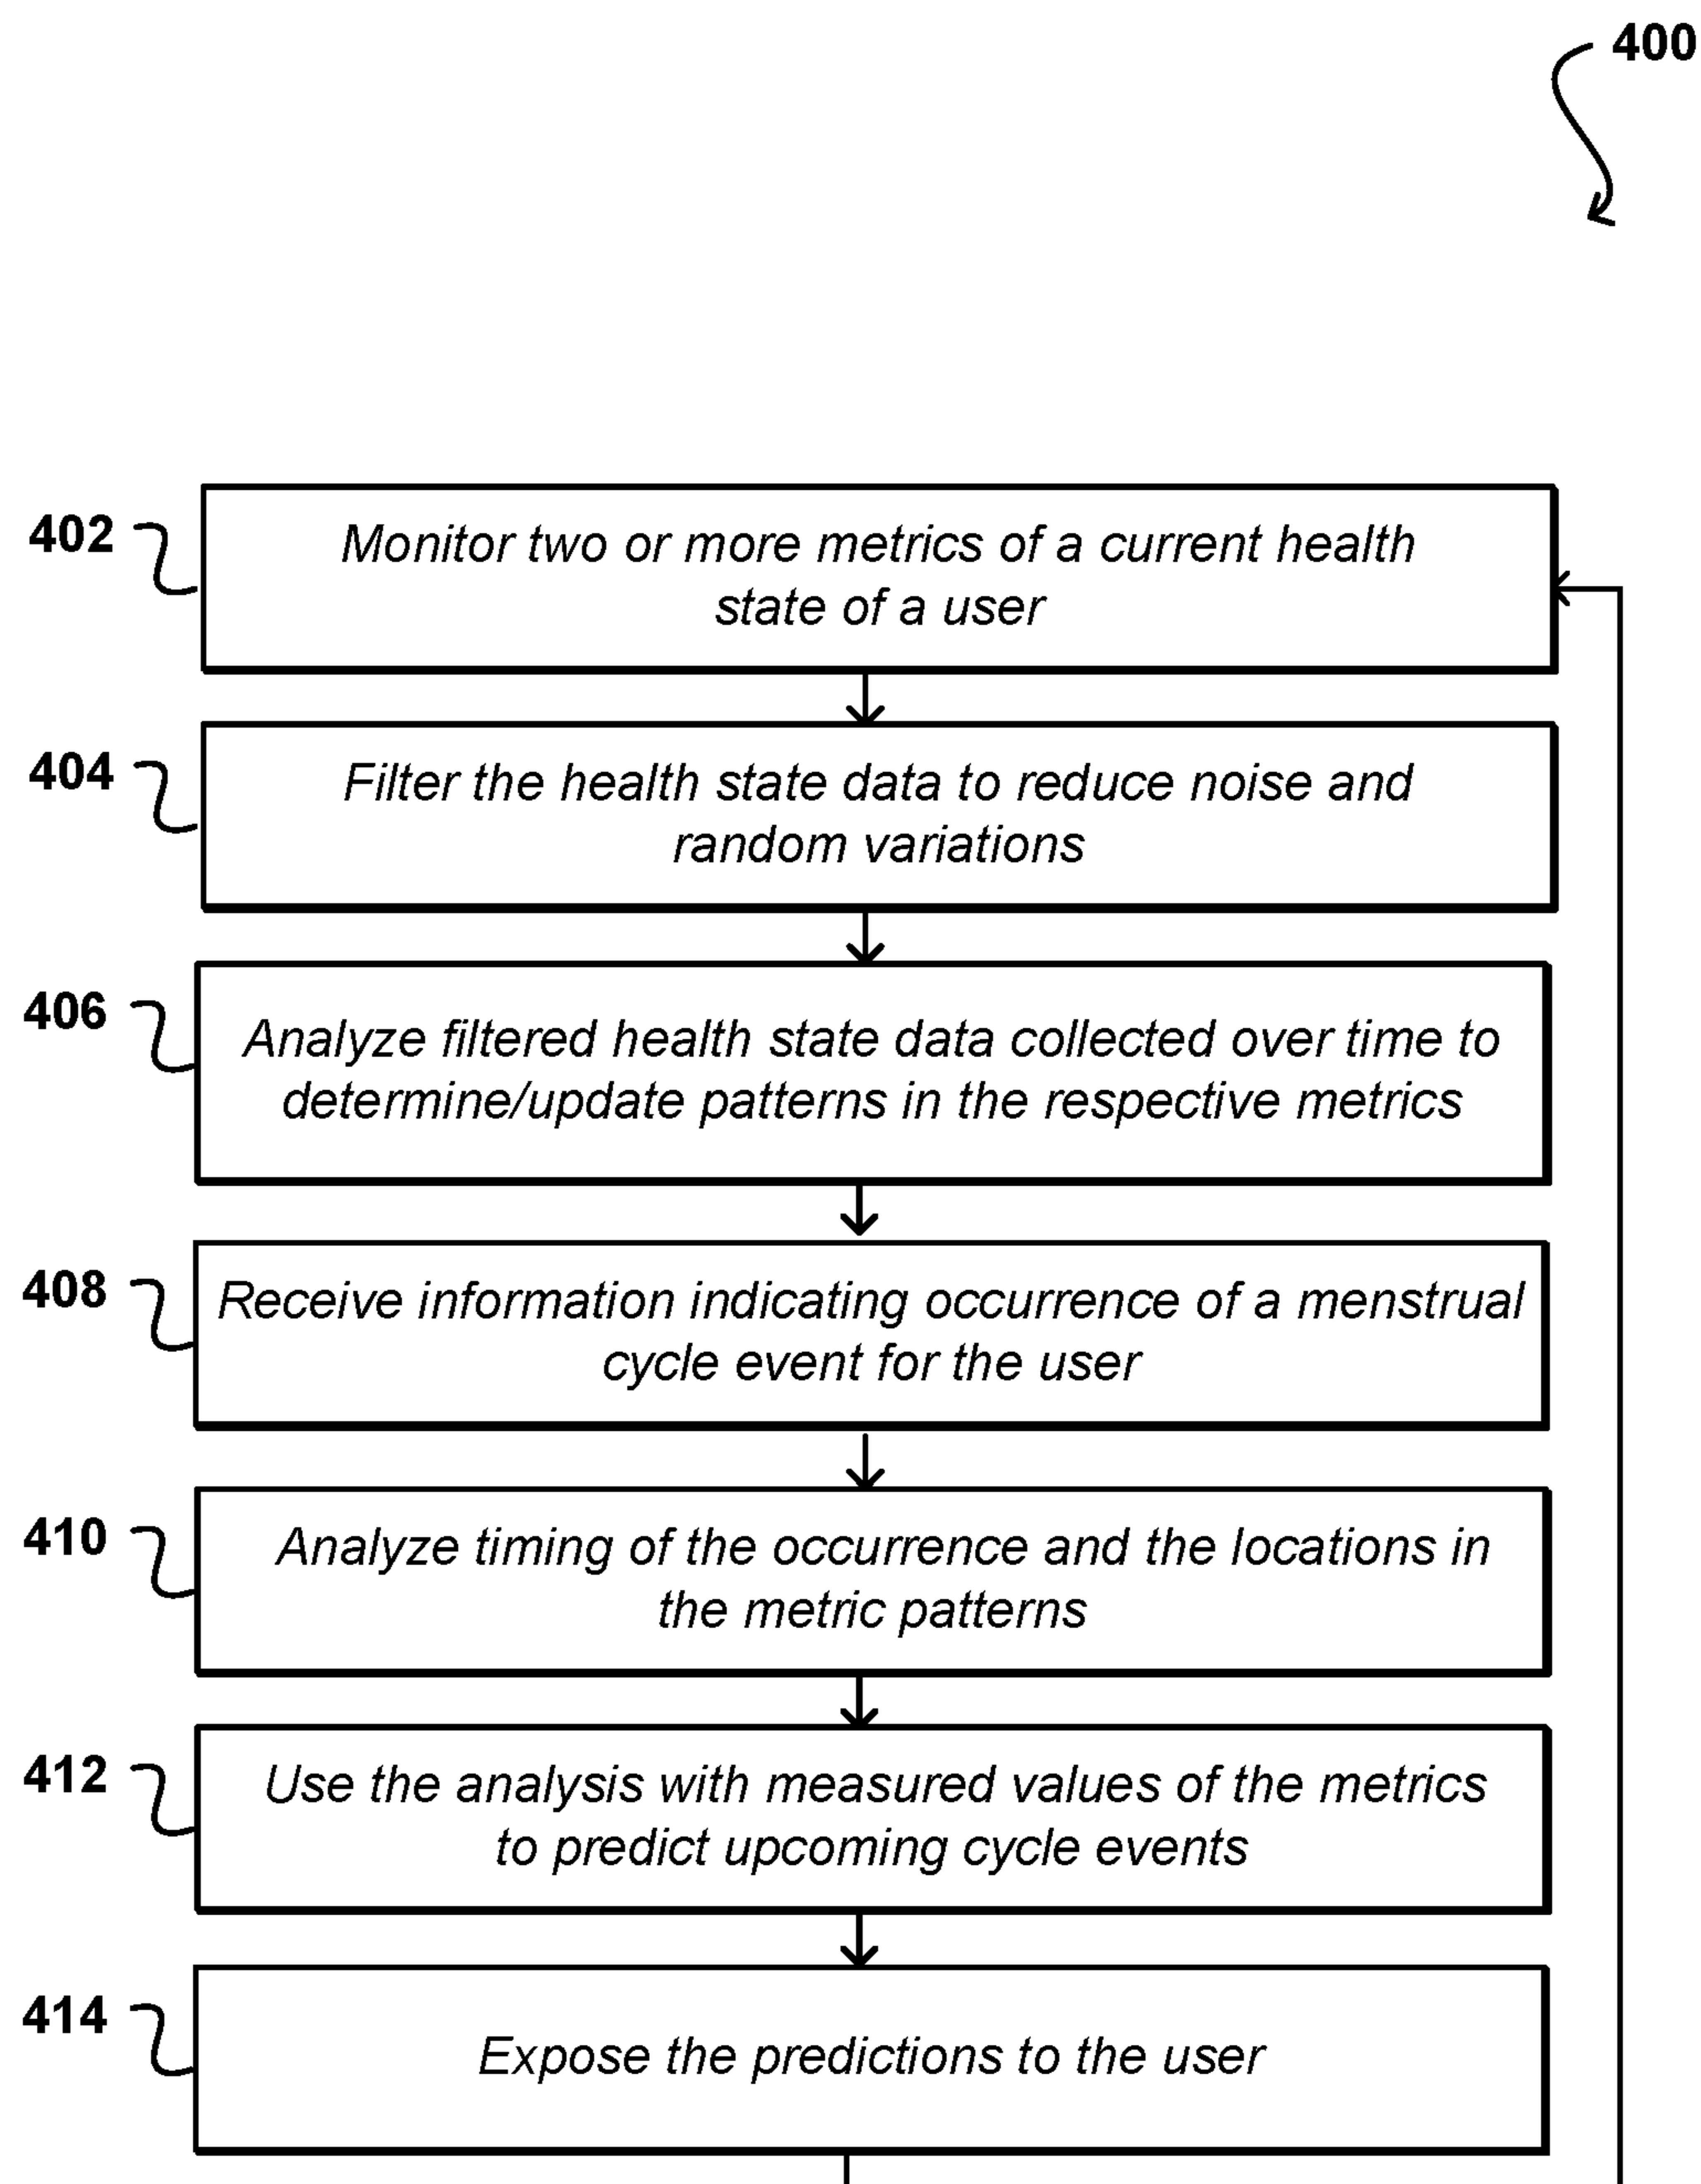 400
402
Monitor two or more metrics of a current health
state of a user
404
Filter the health state data to reduce noise and
random variations
406
Analyze filtered health state data collected over time to
determine/update patterns in the respective metrics
408
Receive information indicating occurrence of a menstrual
cycle event for the user
410
Analyze timing of the occurrence and the locations in
the metric patterns
412
Use the analysis with measured values of the metrics
to predict upcoming cycle events
414
Expose the predictions to the user